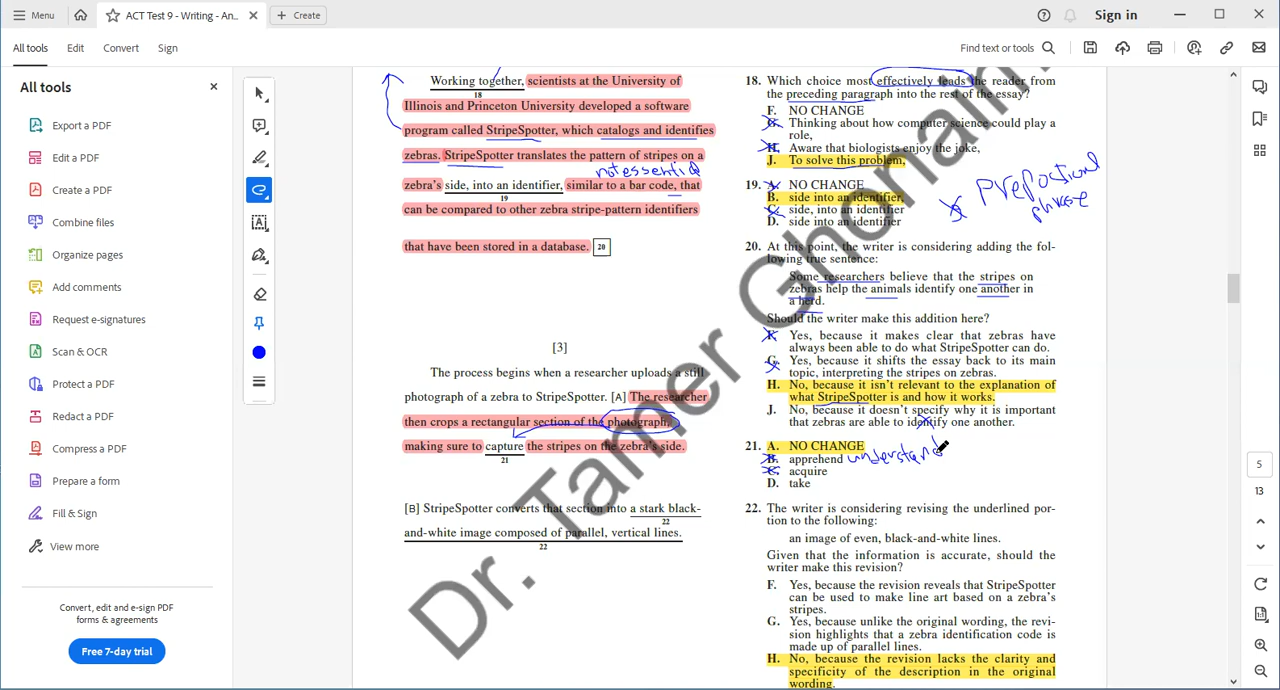 Menu
ACT Test 9 - Writing - An...
Create
Sign in
All tools
Edit
Convert
Sign
Find text or tools
All tools
Export a PDF
Edit a PDF
Create a PDF
Combine files
Organize pages
Add comments
Request e-signatures
Scan & OCR
Protect a PDF
Redact a PDF
Compress a PDF
Prepare a form
Fill & Sign
View more
Convert, edit and e-sign PDF
forms & agreements
Free 7-day trial
Working together, scientists at the University of
18
Illinois and Princeton University developed a software
program called StripeSpotter, which catalogs and identifies
zebras. StripeSpotter translates the pattern of stripes on a
not essential
zebra's side, into an identifier, similar to a bar code, that
19
can be compared to other zebra stripe-pattern identifiers
that have been stored in a database. 20
[3]
The process begins when a researcher uploads a still
photograph of a zebra to StripeSpotter. [A] The researcher
then crops a rectangular section of the photograph,
making sure to capture the stripes on the zebra's side.
21
[B] StripeSpotter converts that section into a stark black-
22
and-white image composed of parallel, vertical lines.
22
18. Which choice most effectively leads the reader from
the preceding paragraph into the rest of the essay?
F. NO CHANGE
G. Thinking about how computer science could play a
role,
H. Aware that biologists enjoy the joke,
J. To solve this problem,
19. A. NO CHANGE
B. side into an identifier,
C. side, into an identifier
D. side into an identifier
phrase
20. At this point, the writer is considering adding the fol-
lowing true sentence:
Some researchers believe that the stripes on
zebras help the animals identify one another in
a herd.
Should the writer make this addition here?
F. Yes, because it makes clear that zebras have
always been able to do what StripeSpotter can do.
G. Yes, because it shifts the essay back to its main
topic, interpreting the stripes on zebras.
H. No, because it isn't relevant to the explanation of
what StripeSpotter is and how it works.
J. No, because it doesn't specify why it is important
that zebras are able to identify one another.
21. A. NO CHANGE
B. apprehend understand
C. acquire
D. take
22. The writer is considering revising the underlined por-
tion to the following:
an image of even, black-and-white lines.
Given that the information is accurate, should the
writer make this revision?
F. Yes, because the revision reveals that StripeSpotter
can be used to make line art based on a zebra's
stripes.
G. Yes, because unlike the original wording, the revi-
sion highlights that a zebra identification code is
made up of parallel lines.
H. No, because the revision lacks the clarity and
specificity of the description in the original
wording.
Dr. Tamer Ghonaim
5
13